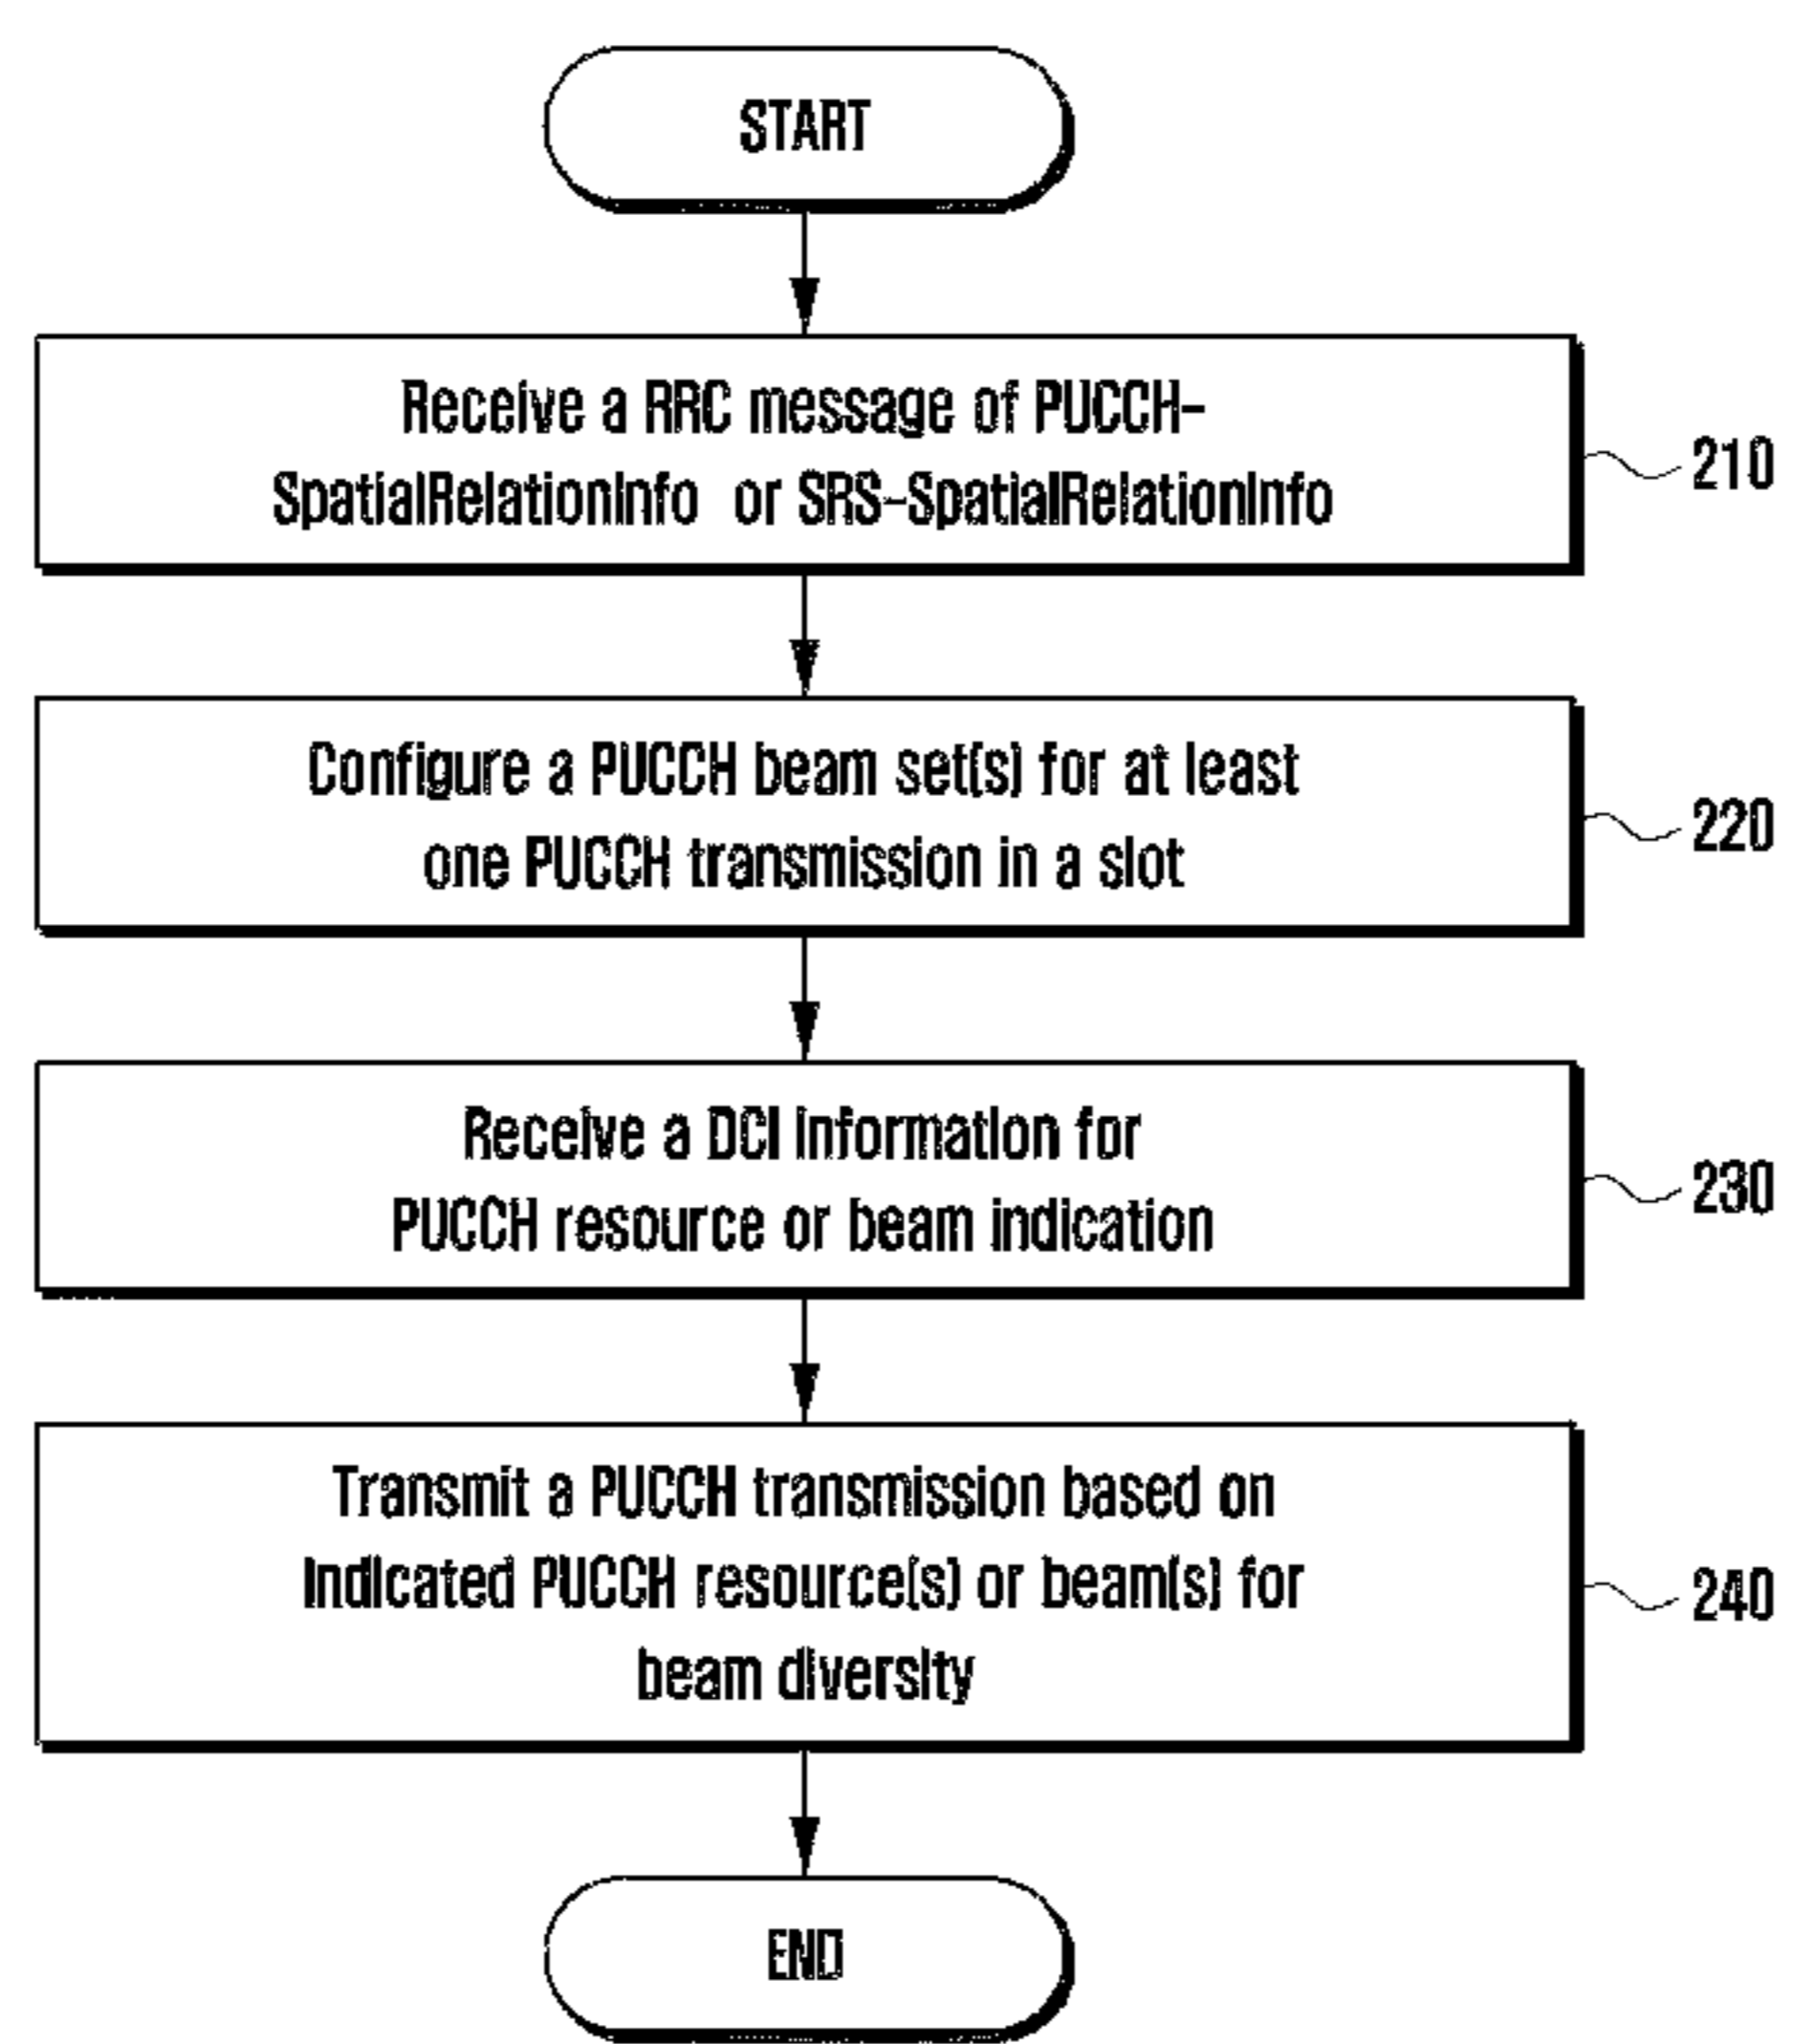 START
Receive a RRC message of PUCCH-
SpatialRelationInfo or SRS-SpatialRelationInfo
210
Configure a PUCCH beam set(s) for at least
one PUCCH transmission in a slot
220
Receive a DCI information for
PUCCH resource or beam indication
230
Transmit a PUCCH transmission based on
indicated PUCCH resource(s) or beam(s) for
beam diversity
240
END